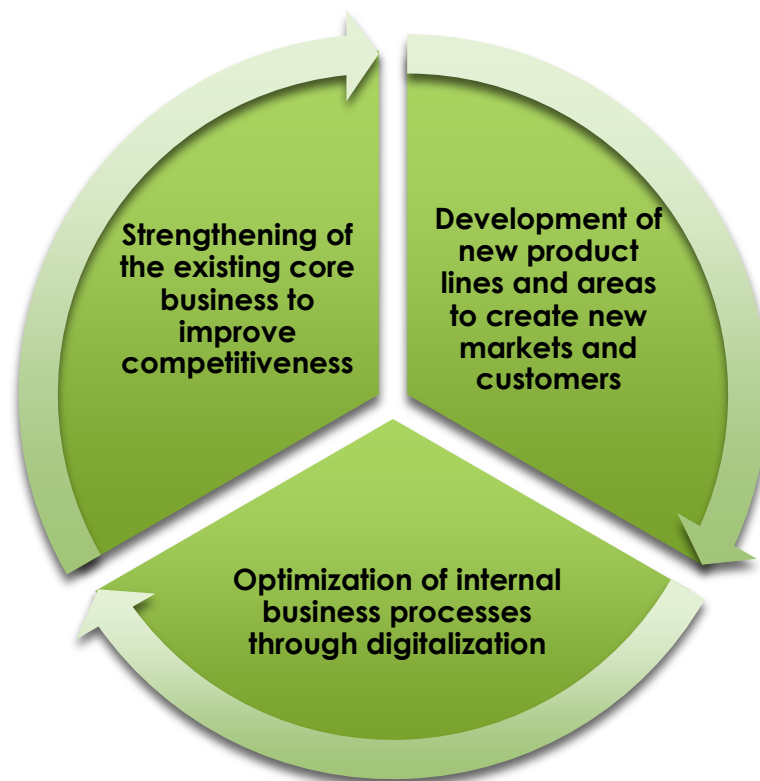 Strengthening of
the existing core
business to
improve
competitiveness
Development of
new product
lines and areas
to create new
markets and
customers
Optimization of internal
business processes
through digitalization